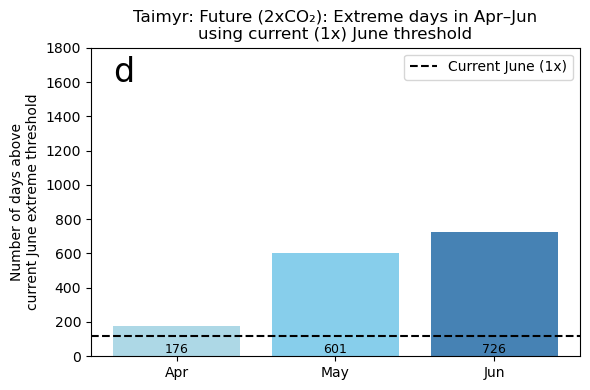 Taimyr: Future (2xCO₂): Extreme days in Apr–Jun
using current (1x) June threshold
d
Current June (1x)
Number of days above
current June extreme threshold
1800
1600
1400
1200
1000
800
600
400
200
0
176
601
726
Apr
May
Jun